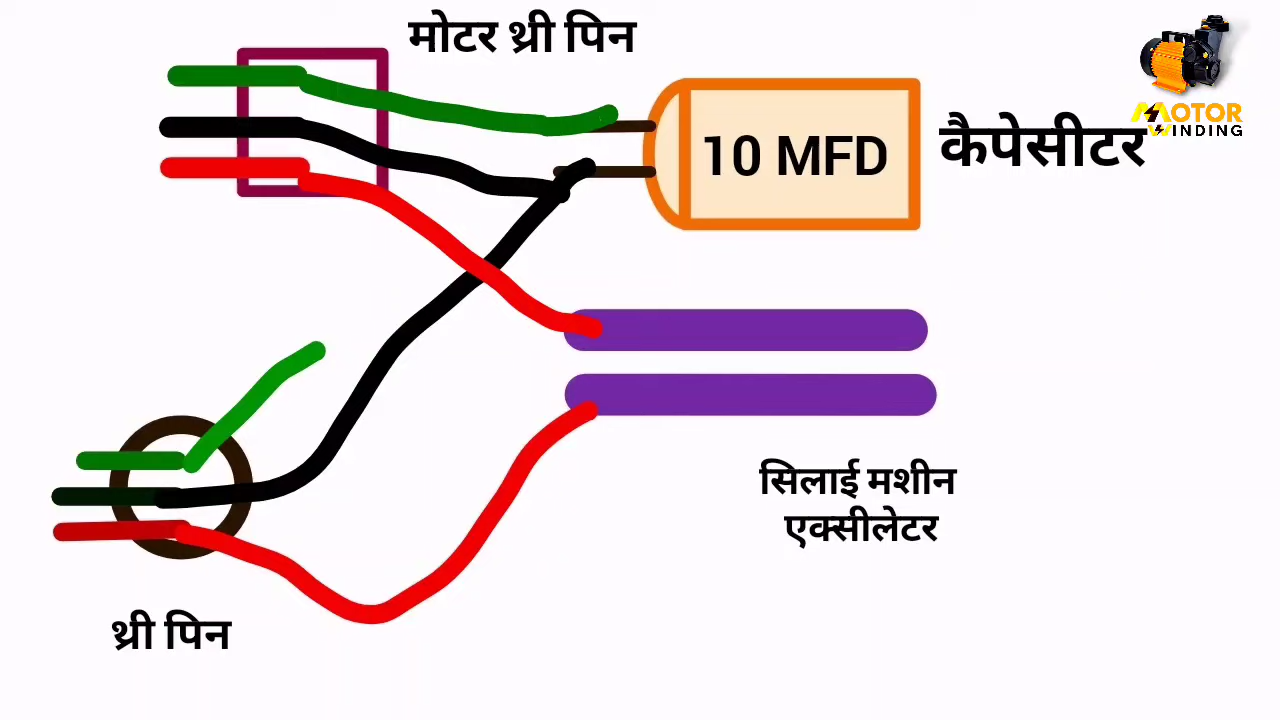 मोटर थ्री पिन
MOTOR
WINDING
10 MFD
कैपेसीटर
सिलाई मशीन
एक्सीलेटर
थ्री पिन